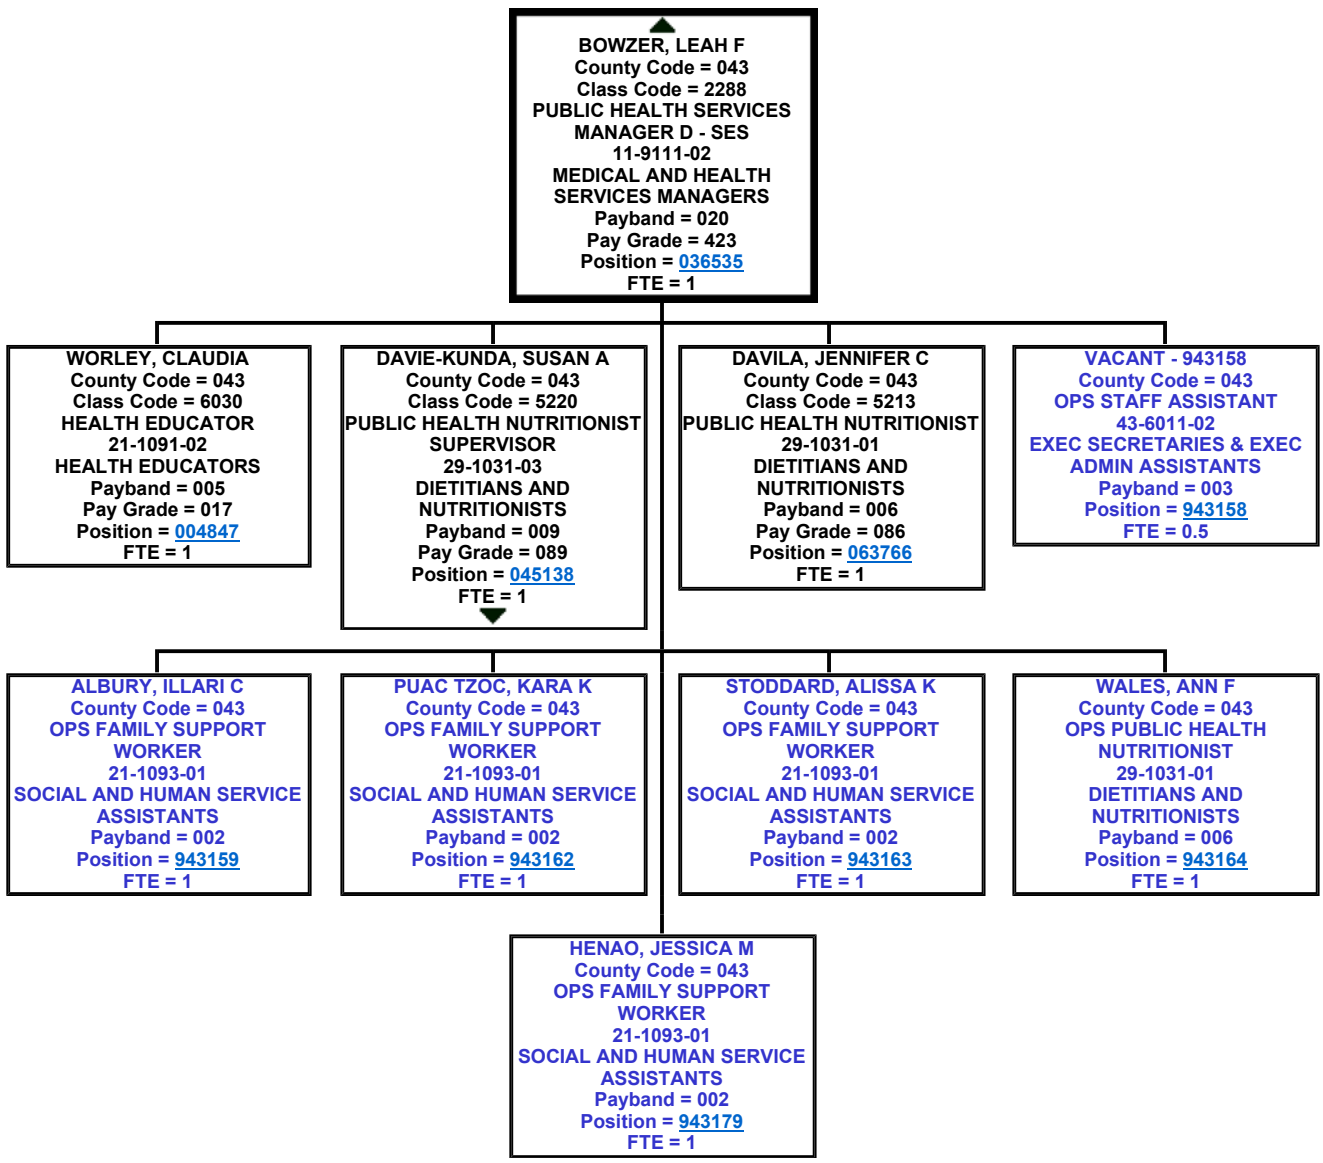 BOWZER, LEAH F
County Code = 043
Class Code = 2288
PUBLIC HEALTH SERVICES
MANAGER D - SES
11-9111-02
MEDICAL AND HEALTH
SERVICES MANAGERS
Payband = 020
Pay Grade = 423
Position = 036535
FTE = 1
WORLEY, CLAUDIA
County Code = 043
Class Code = 6030
HEALTH EDUCATOR
21-1091-02
HEALTH EDUCATORS
Payband = 005
Pay Grade = 017
Position = 004847
FTE = 1
DAVIE-KUNDA, SUSAN A
County Code = 043
Class Code = 5220
PUBLIC HEALTH NUTRITIONIST
SUPERVISOR
29-1031-03
DIETITIANS AND
NUTRITIONISTS
Payband = 009
Pay Grade = 089
Position = 045138
FTE = 1
DAVILA, JENNIFER C
County Code = 043
Class Code = 5213
PUBLIC HEALTH NUTRITIONIST
29-1031-01
DIETITIANS AND
NUTRITIONISTS
Payband = 006
Pay Grade = 086
Position = 063766
FTE = 1
VACANT - 943158
County Code = 043
OPS STAFF ASSISTANT
43-6011-02
EXEC SECRETARIES & EXEC
ADMIN ASSISTANTS
Payband = 003
Position = 943158
FTE = 0.5
ALBURY, ILLARI C
County Code = 043
OPS FAMILY SUPPORT
WORKER
21-1093-01
SOCIAL AND HUMAN SERVICE
ASSISTANTS
Payband = 002
Position = 943159
FTE = 1
PUAC TZOC, KARA K
County Code = 043
OPS FAMILY SUPPORT
WORKER
21-1093-01
SOCIAL AND HUMAN SERVICE
ASSISTANTS
Payband = 002
Position = 943162
FTE = 1
STODDARD, ALISSA K
County Code = 043
OPS FAMILY SUPPORT
WORKER
21-1093-01
SOCIAL AND HUMAN SERVICE
ASSISTANTS
Payband = 002
Position = 943163
FTE = 1
WALES, ANN F
County Code = 043
OPS PUBLIC HEALTH
NUTRITIONIST
29-1031-01
DIETITIANS AND
NUTRITIONISTS
Payband = 006
Position = 943164
FTE = 1
HENAO, JESSICA M
County Code = 043
OPS FAMILY SUPPORT
WORKER
21-1093-01
SOCIAL AND HUMAN SERVICE
ASSISTANTS
Payband = 002
Position = 943179
FTE = 1